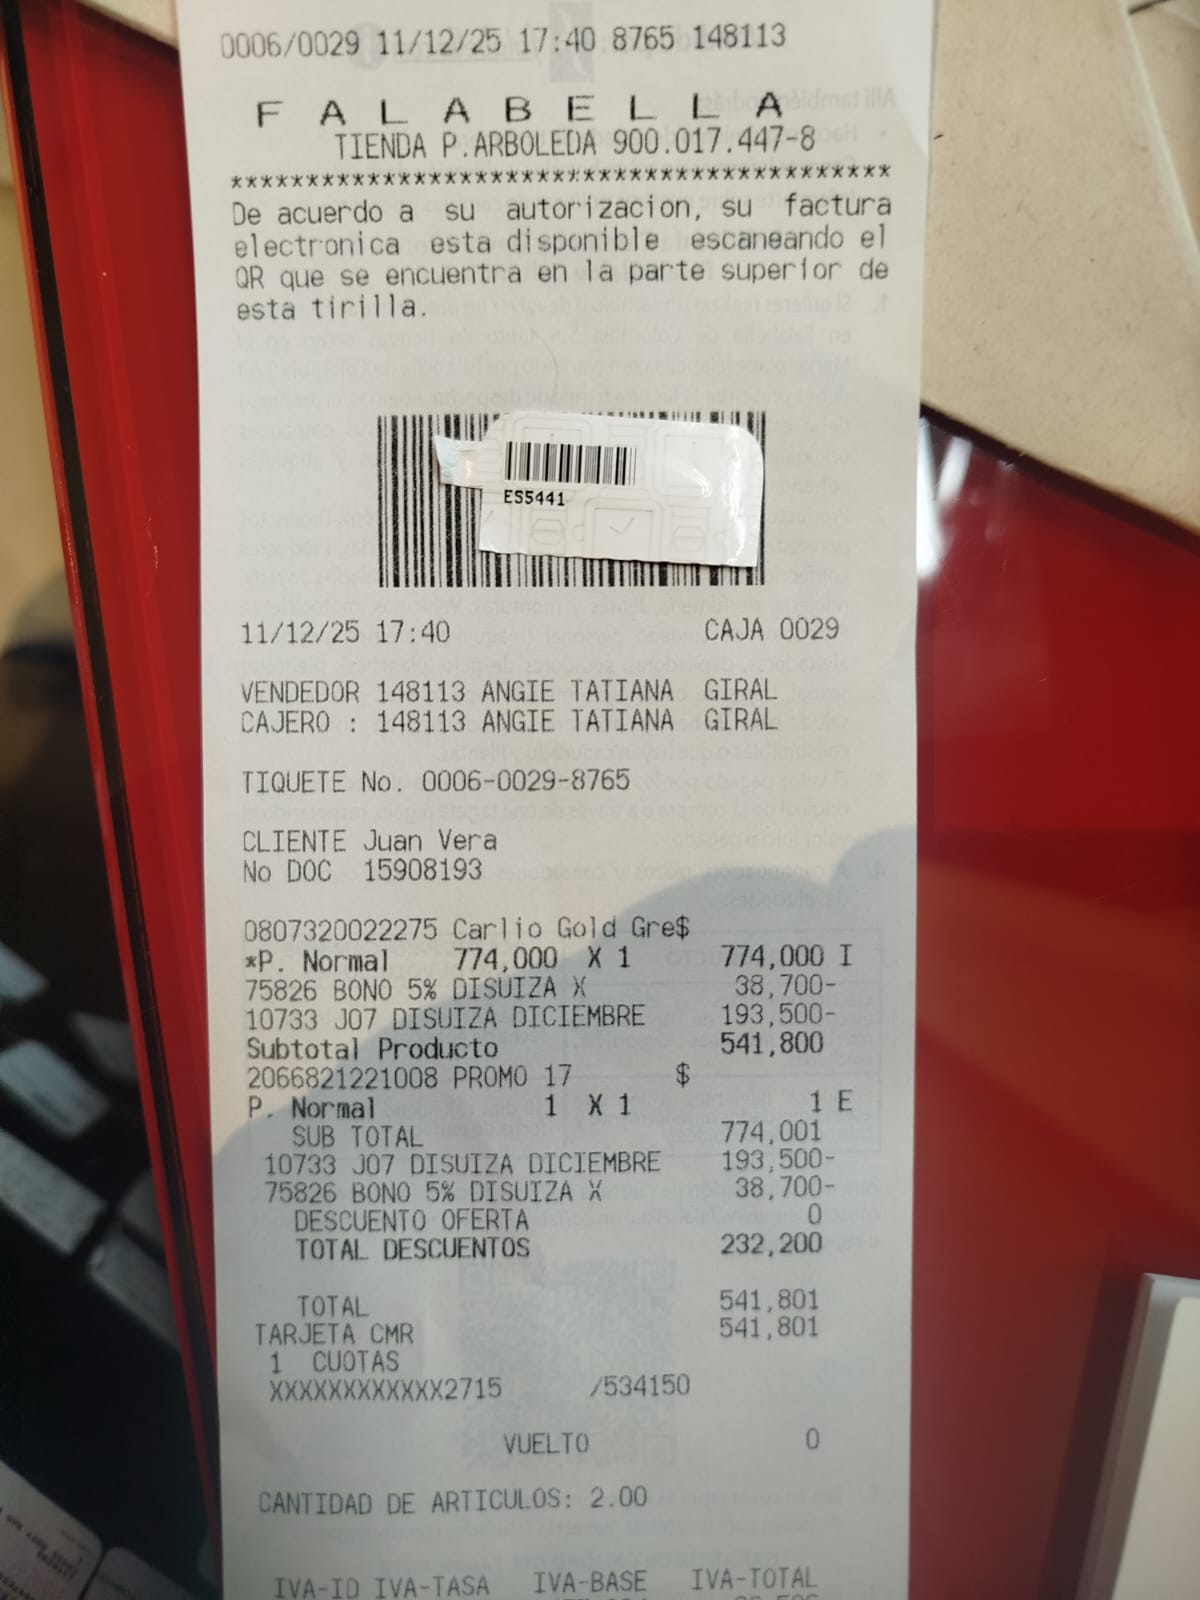 0006/0029 11/12/25 17:40 8765 148113
FALABELLA
TIENDA P.ARBOLEDA 900.017.447-8
********************************************
De acuerdo a su autorizacion, su factura
electronica esta disponible escaneando el
QR que se encuentra en la parte superior de
esta tirilla.
ES5441
11/12/25 17:40 CAJA 0029
VENDEDOR 148113 ANGIE TATIANA GIRAL
CAJERO : 148113 ANGIE TATIANA GIRAL
TIQUETE No. 0006-0029-8765
CLIENTE Juan Vera
No DOC 15908193
0807320022275 Carlio Gold Gre$
*P. Normal 774,000 X 1 774,000 I
75826 BONO 5% DISUIZA X 38,700-
10733 J07 DISUIZA DICIEMBRE 193,500-
Subtotal Producto 541,800
2066821221008 PROMO 17 $
P. Normal 1 X 1 1 E
SUB TOTAL 774,001
10733 J07 DISUIZA DICIEMBRE 193,500-
75826 BONO 5% DISUIZA X 38,700-
DESCUENTO OFERTA 0
TOTAL DESCUENTOS 232,200
TOTAL 541,801
TARJETA CMR 541,801
1 CUOTAS
XXXXXXXXXXXX2715 /534150
VUELTO 0
CANTIDAD DE ARTICULOS: 2.00
IVA-ID IVA-TASA IVA-BASE IVA-TOTAL